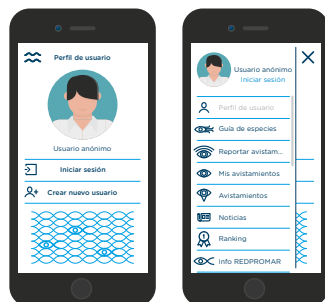 Perfil de usuario
Usuario anónimo
Iniciar sesión
Crear nuevo usuario
Usuario anónimo
Iniciar sesión
Perfil de usuario
Guía de especies
Reportar avistam...
Mis avistamientos
Avistamientos
Noticias
Ranking
Info REDPROMAR